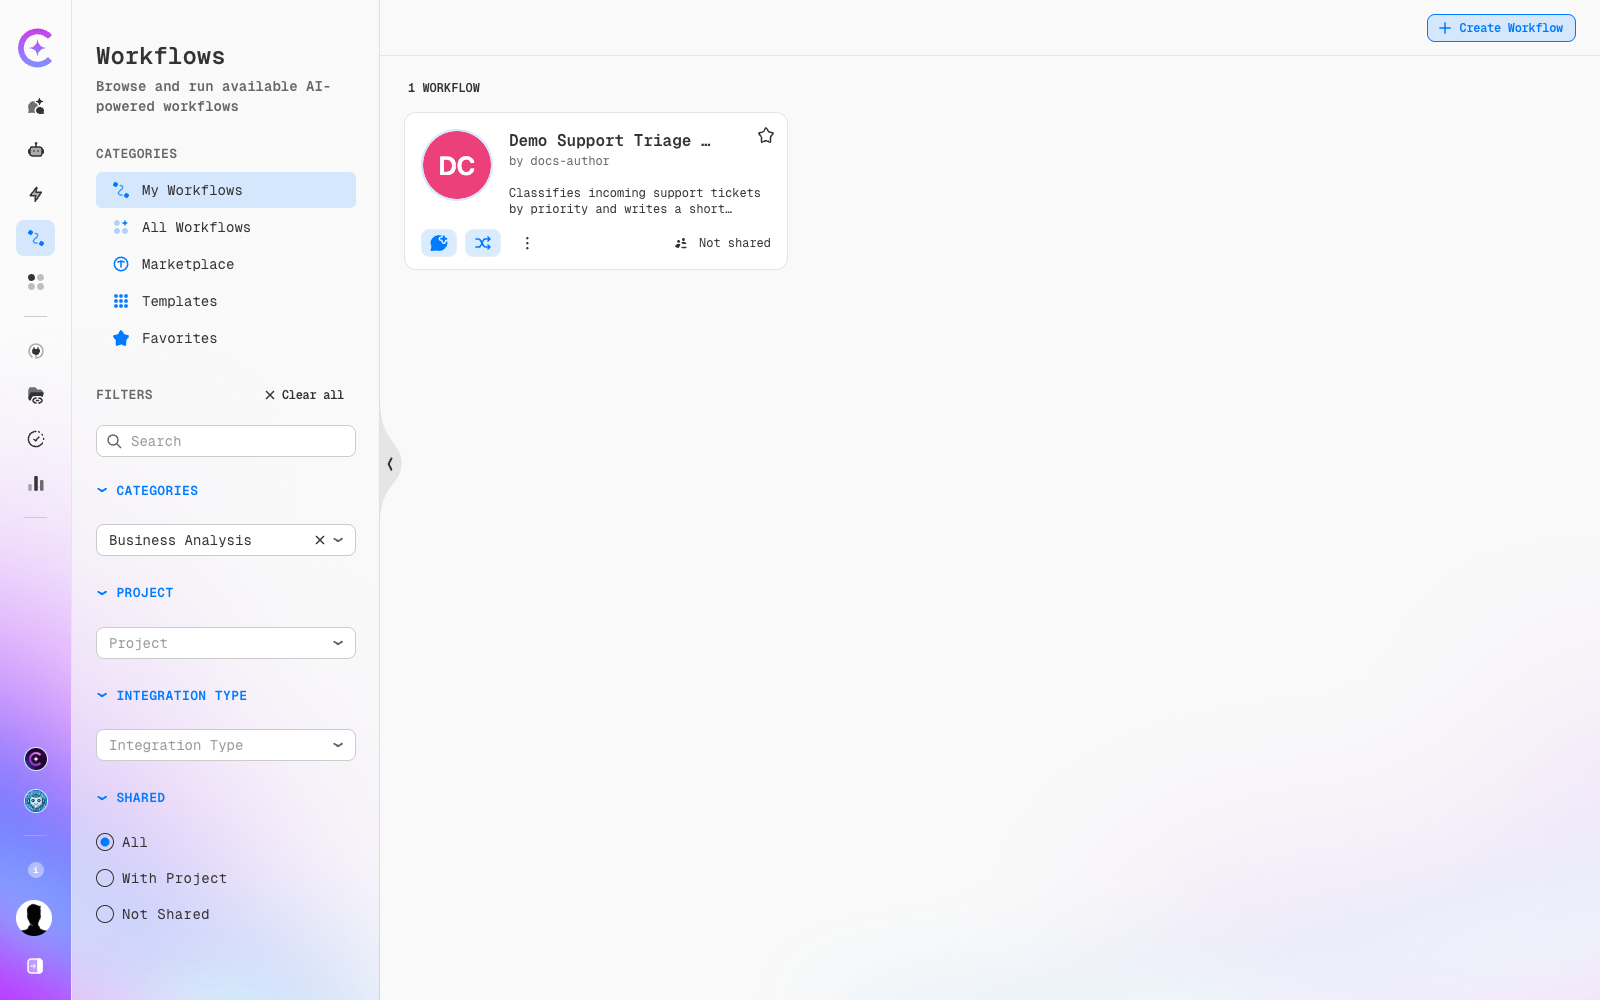 Workflows
Browse and run available AI-
powered workflows
CATEGORIES
My Workflows
All Workflows
Marketplace
Templates
Favorites
FILTERS
Clear all
Search
CATEGORIES
Business Analysis
PROJECT
Project
INTEGRATION TYPE
Integration Type
SHARED
All
With Project
Not Shared
Create Workflow
1 WORKFLOW
DC
Demo Support Triage …
by docs-author
Classifies incoming support tickets
by priority and writes a short…
Not shared